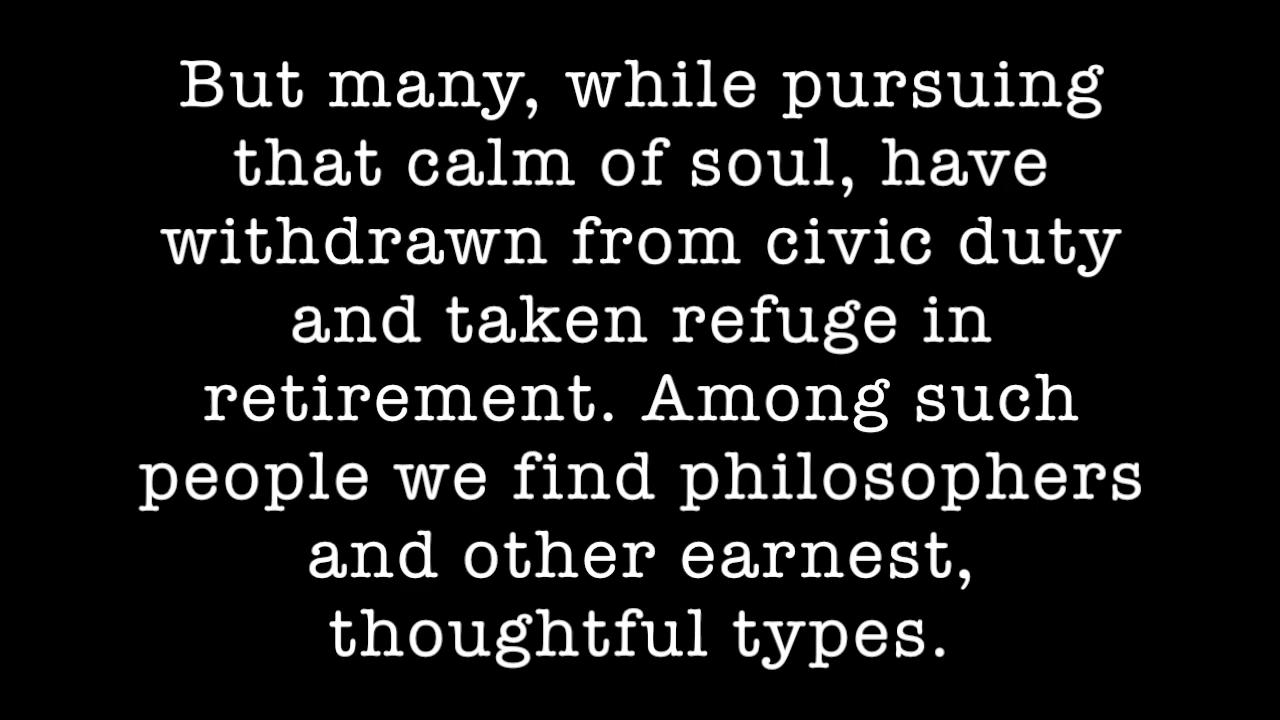 But many, while pursuing
that calm of soul, have
withdrawn from civic duty
and taken refuge in
retirement. Among such
people we find philosophers
and other earnest,
thoughtful types.